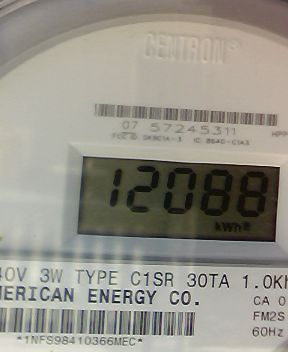 CENTRON®
07 57245311
12088
kWh
40V 3W TYPE C1SR 30TA 1.0Kh
MERICAN ENERGY CO.
CA 0
FM2S
60Hz
*1NFS98410366MEC*